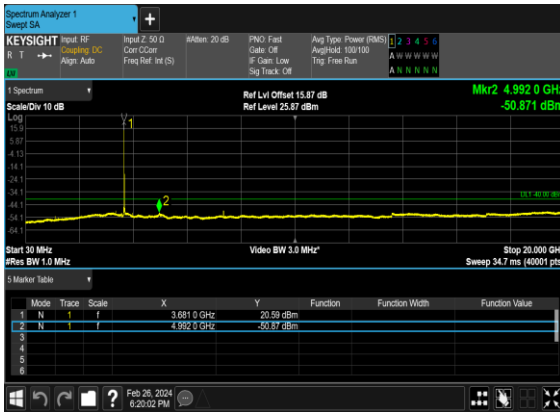 Spectrum Analyzer 1
Swept SA
+
KEYSIGHT Input: RF Input Z: 50 Ω #Atten: 20 dB PNO: Fast Avg Type: Power (RMS) 1 2 3 4 5 6
R T Coupling: DC Corr CCorr Gate: Off Avg|Hold: 100/100 A W W W W W
Align: Auto Freq Ref: Int (S) IF Gain: Low Trig: Free Run
Sig Track: Off A N N N N N
1 Spectrum Ref Lvl Offset 15.87 dB Mkr2 4.992 0 GHz
Scale/Div 10 dB Ref Level 25.87 dBm -50.871 dBm
Log
15.9
5.87
-4.13
-14.1
-24.1
-34.1
-44.1
-54.1
-64.1
1
2
Start 30 MHz Video BW 3.0 MHz* Stop 20.000 GHz
#Res BW 1.0 MHz Sweep 34.7 ms (40001 pts)
5 Marker Table
Mode Trace Scale X Y Function Function Width Function Value
1 N 1 f 3.681 0 GHz 20.59 dBm
2 N 1 f 4.992 0 GHz -50.87 dBm
3
4
5
6
? Feb 26, 2024
6:20:02 PM